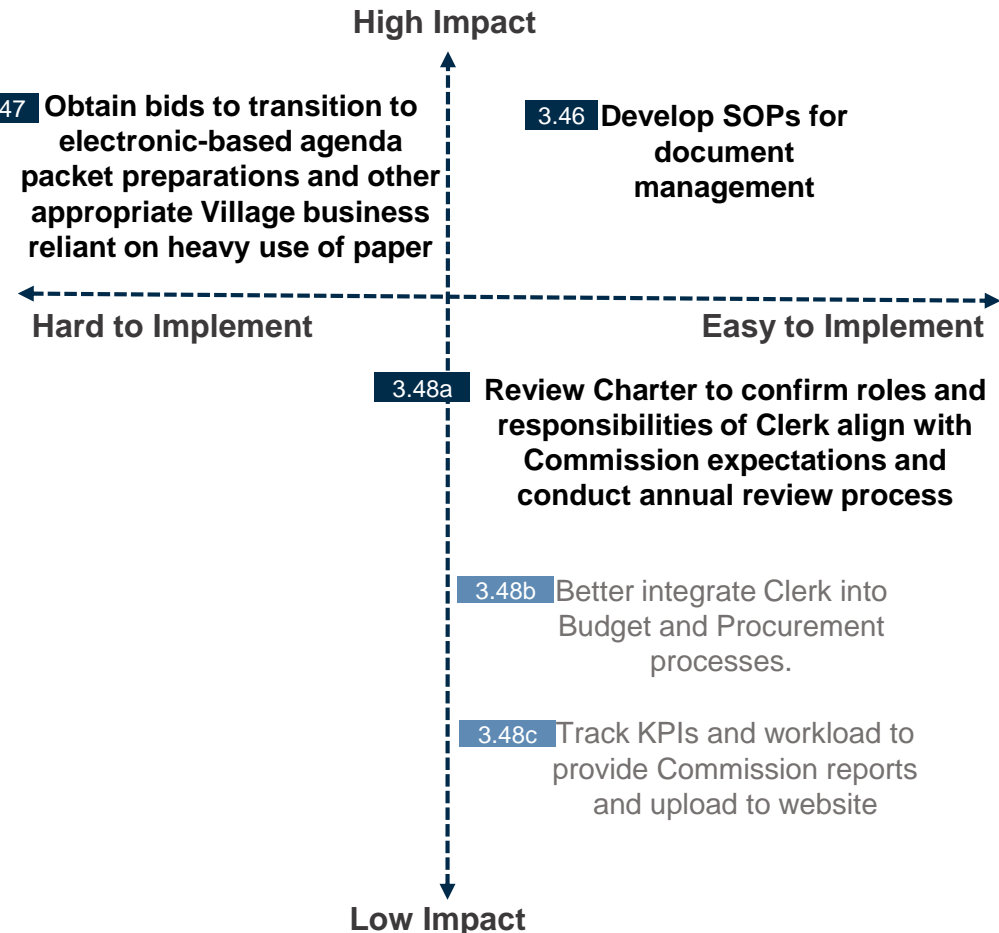 High Impact
47 Obtain bids to transition to
electronic-based agenda
packet preparations and other
appropriate Village business
reliant on heavy use of paper
3.46 Develop SOPs for
document
management
Hard to Implement
Easy to Implement
3.48a Review Charter to confirm roles and
responsibilities of Clerk align with
Commission expectations and
conduct annual review process
3.48b Better integrate Clerk into
Budget and Procurement
processes.
3.48c Track KPIs and workload to
provide Commission reports
and upload to website
Low Impact